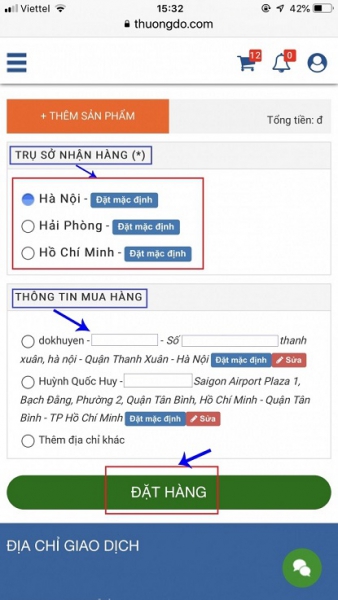 Viettel 15:32 42%
thuongdo.com
12 0
+ THÊM SẢN PHẨM Tổng tiền: đ
TRỤ SỞ NHẬN HÀNG (*)
Hà Nội - Đặt mặc định
Hải Phòng - Đặt mặc định
Hồ Chí Minh - Đặt mặc định
THÔNG TIN MUA HÀNG
dokhuyen - - Số thanh
xuân, hà nội - Quận Thanh Xuân - Hà Nội Đặt mặc định Sửa
Huỳnh Quốc Huy - Saigon Airport Plaza 1,
Bạch Đằng, Phường 2, Quận Tân Bình, Hồ Chí Minh - Quận Tân
Bình - TP Hồ Chí Minh Đặt mặc định Sửa
Thêm địa chỉ khác
ĐẶT HÀNG
ĐỊA CHỈ GIAO DỊCH